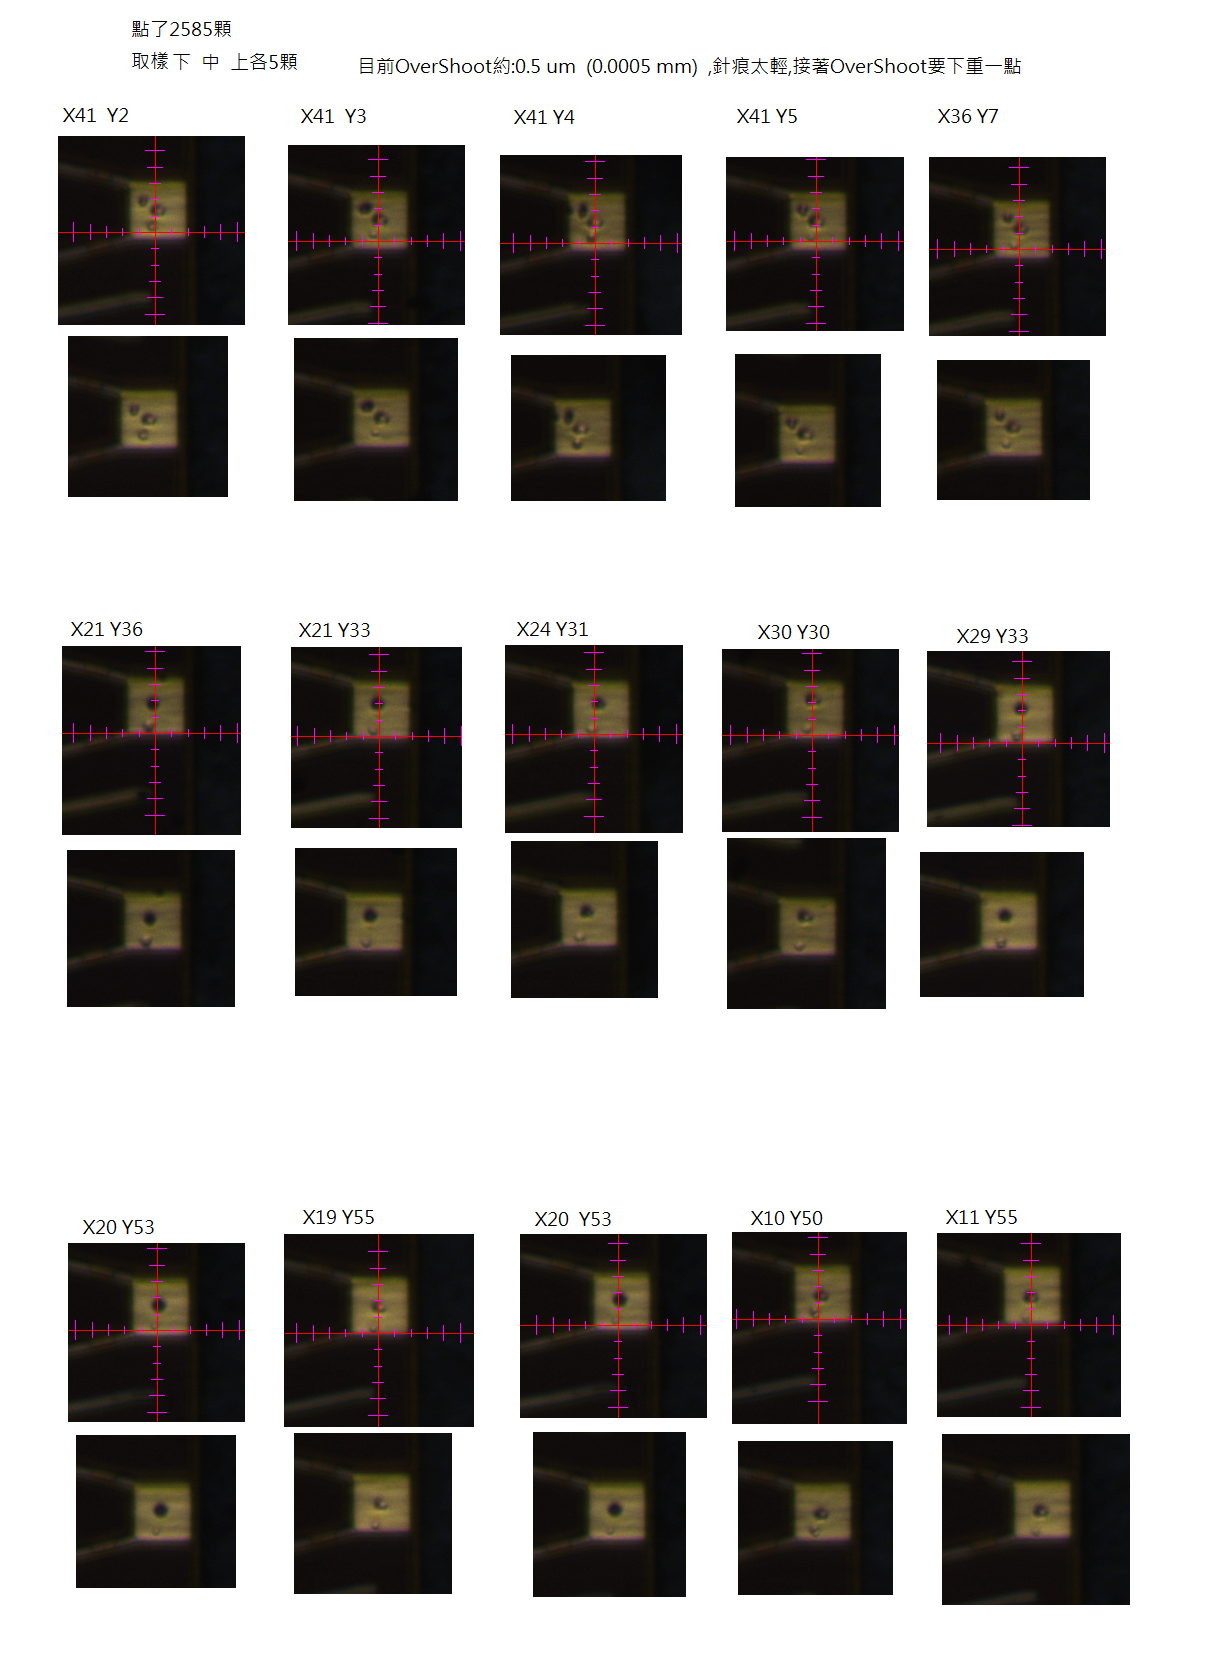 點了2585顆
取樣 下 中 上各5顆
目前OverShoot約:0.5 um (0.0005 mm) ,針痕太輕,接著OverShoot要下重一點
X41 Y2
X41 Y3
X41 Y4
X41 Y5
X36 Y7
X21 Y36
X21 Y33
X24 Y31
X30 Y30
X29 Y33
X20 Y53
X19 Y55
X20 Y53
X10 Y50
X11 Y55